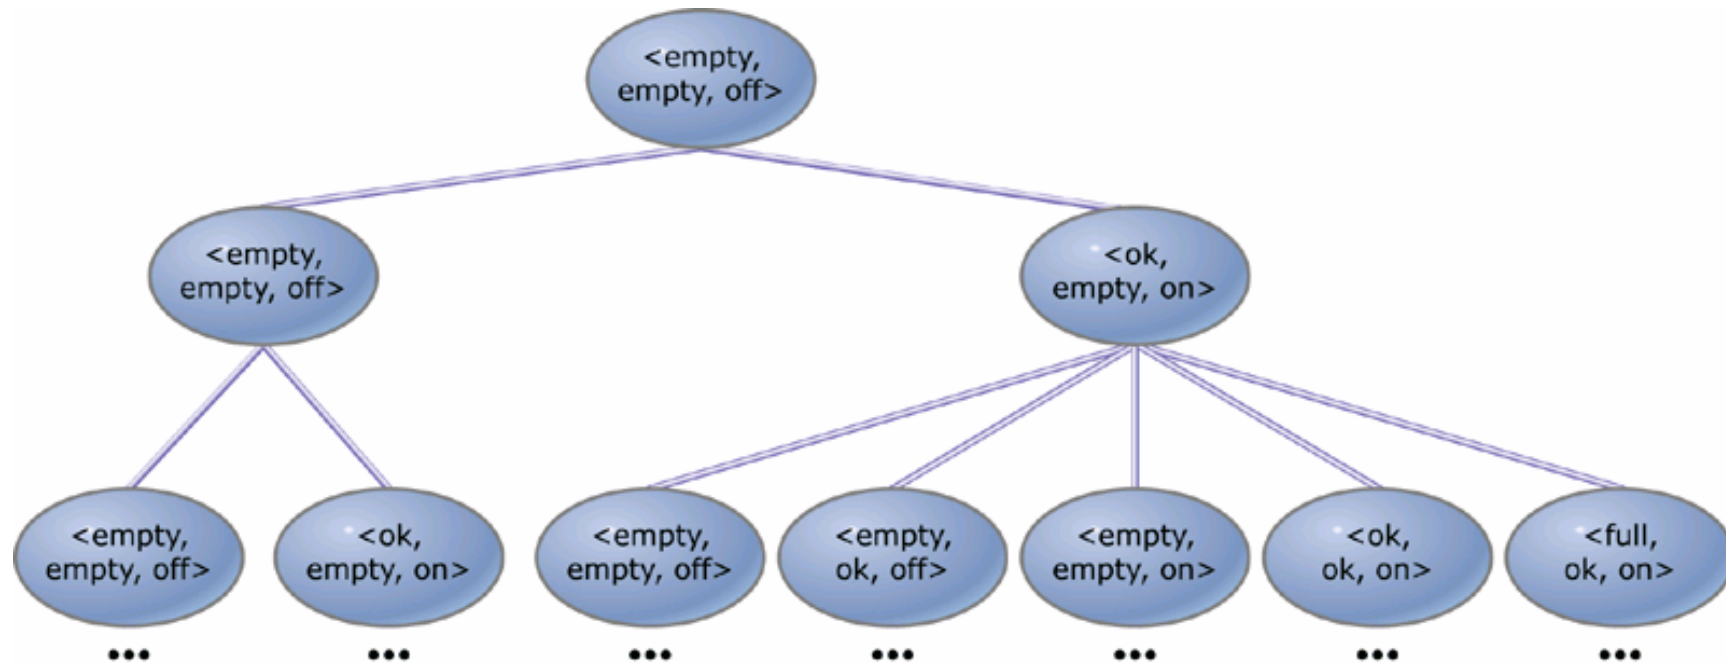 <empty,
empty, off>
<empty,
empty, off>
<ok,
empty, on>
<empty,
empty, off>
<ok,
empty, on>
<empty,
empty, off>
<empty,
ok, off>
<empty,
empty, on>
<ok,
ok, on>
<full,
ok, on>
•••
•••
•••
•••
•••
•••
•••